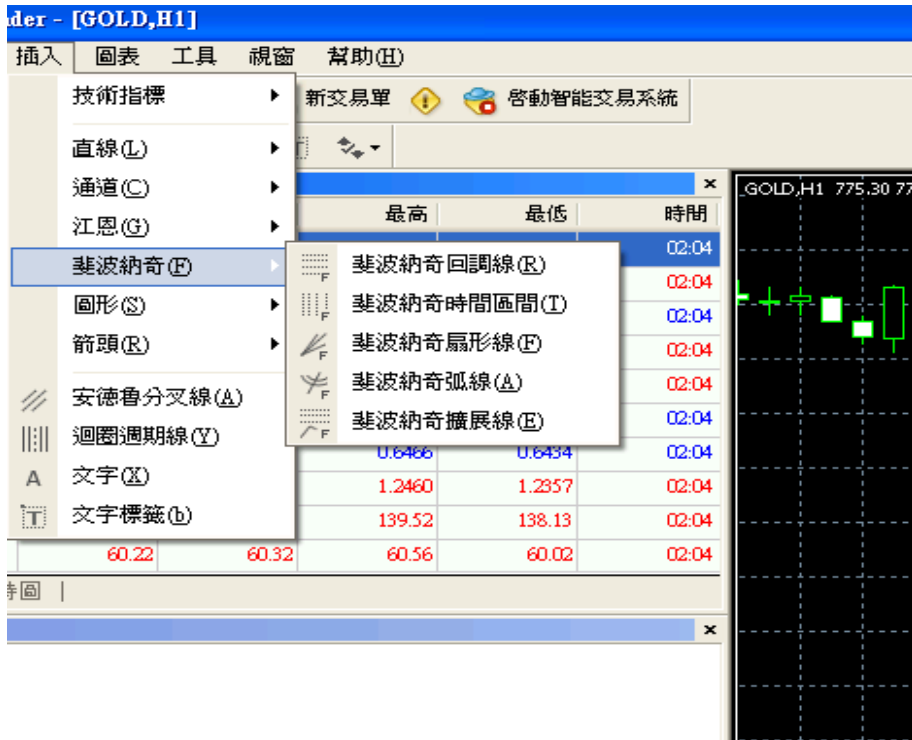 der - [GOLD,H1]
插入 圖表 工具 視窗 幫助(H)
技術指標 新交易單 啓動智能交易系統
直線(L)
通道(C) _GOLD,H1 775.30 77
江恩(G) 最高 最低 時間
斐波納奇(F) 斐波納奇回調線(R) 02:04
斐波納奇時間區間(T) 02:04
圖形(S) 02:04
箭頭(R) 斐波納奇扇形線(F) 02:04
斐波納奇弧線(A) 02:04
安德魯分叉線(A) 斐波納奇擴展線(E) 02:04
迴圈週期線(Y) 0.6466 0.6434 02:04
A 文字(X) 1.2460 1.2357 02:04
T 文字標籤(b) 139.52 138.13 02:04
60.22 60.32 60.56 60.02 02:04